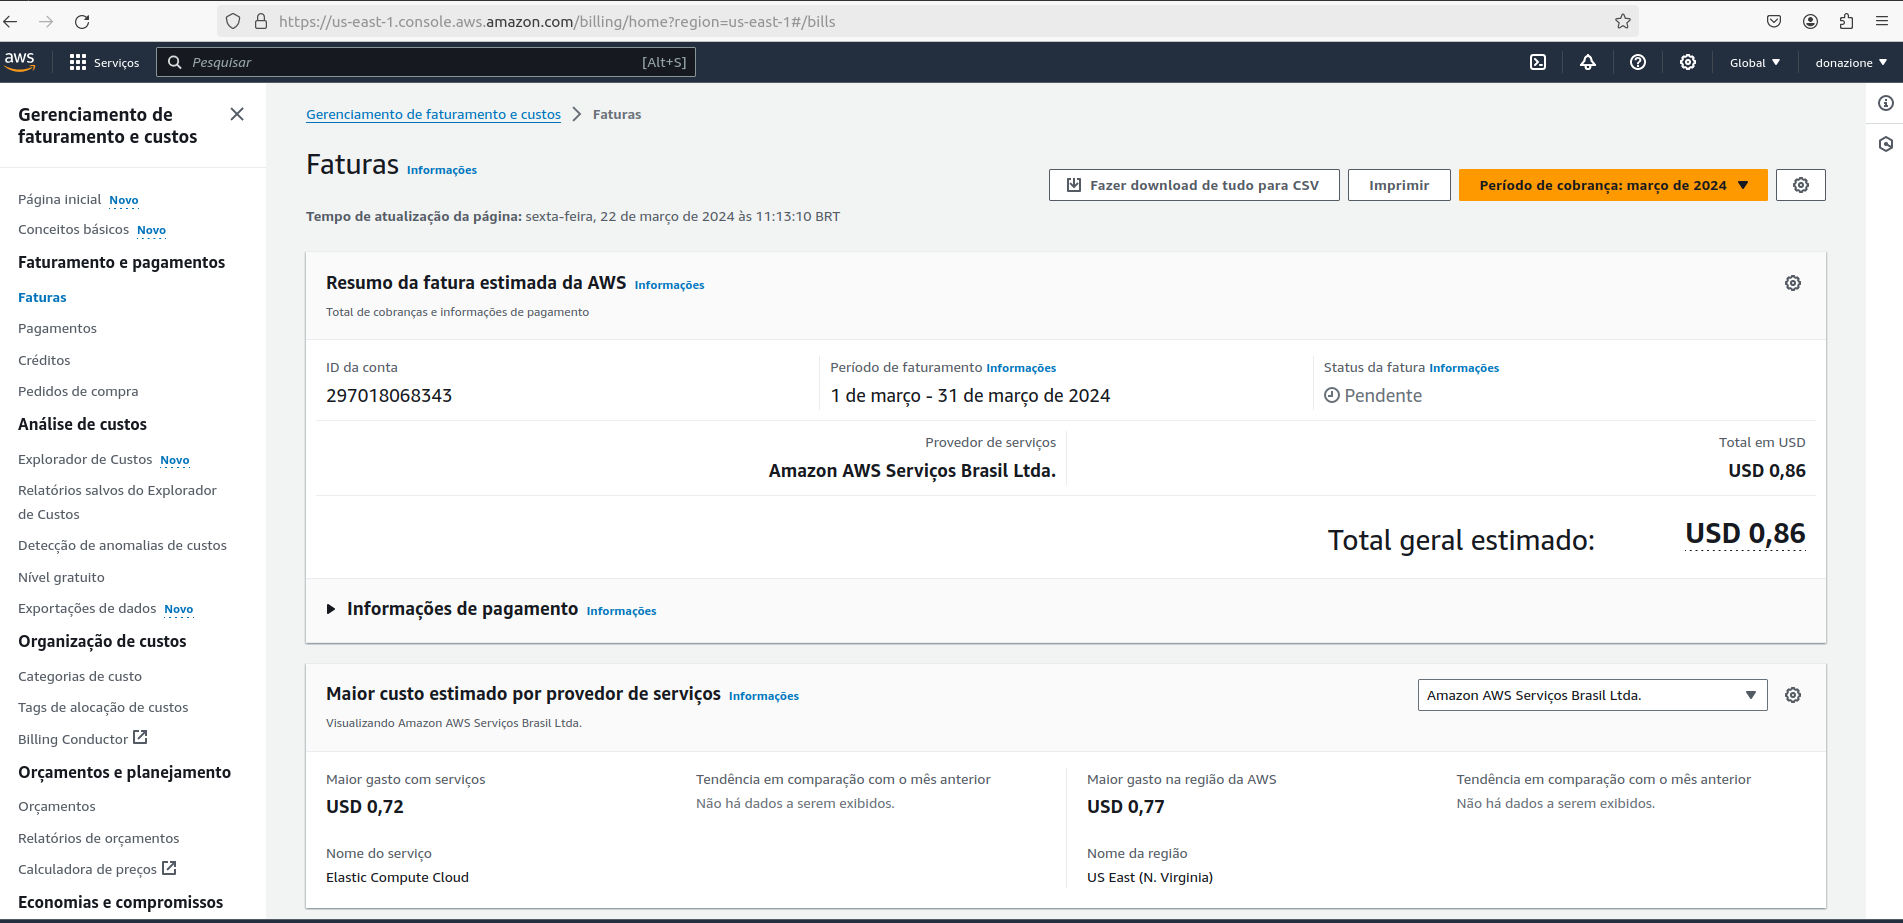 https://us-east-1.console.aws.amazon.com/billing/home?region=us-east-1#/bills
aws
Serviços
Pesquisar
[Alt+S]
Global
donazione
Gerenciamento de
faturamento e custos
Página inicial Novo
Conceitos básicos Novo
Faturamento e pagamentos
Faturas
Pagamentos
Créditos
Pedidos de compra
Análise de custos
Explorador de Custos Novo
Relatórios salvos do Explorador
de Custos
Detecção de anomalias de custos
Nível gratuito
Exportações de dados Novo
Organização de custos
Categorias de custo
Tags de alocação de custos
Billing Conductor
Orçamentos e planejamento
Orçamentos
Relatórios de orçamentos
Calculadora de preços
Economias e compromissos
Gerenciamento de faturamento e custos
Faturas
Faturas Informações
Fazer download de tudo para CSV
Imprimir
Período de cobrança: março de 2024
Tempo de atualização da página: sexta-feira, 22 de março de 2024 às 11:13:10 BRT
Resumo da fatura estimada da AWS Informações
Total de cobranças e informações de pagamento
ID da conta
297018068343
Período de faturamento Informações
1 de março - 31 de março de 2024
Status da fatura Informações
Pendente
Provedor de serviços
Amazon AWS Serviços Brasil Ltda.
Total em USD
USD 0,86
Total geral estimado: USD 0,86
Informações de pagamento Informações
Maior custo estimado por provedor de serviços Informações
Visualizando Amazon AWS Serviços Brasil Ltda.
Amazon AWS Serviços Brasil Ltda.
Maior gasto com serviços
USD 0,72
Tendência em comparação com o mês anterior
Não há dados a serem exibidos.
Maior gasto na região da AWS
USD 0,77
Tendência em comparação com o mês anterior
Não há dados a serem exibidos.
Nome do serviço
Elastic Compute Cloud
Nome da região
US East (N. Virginia)